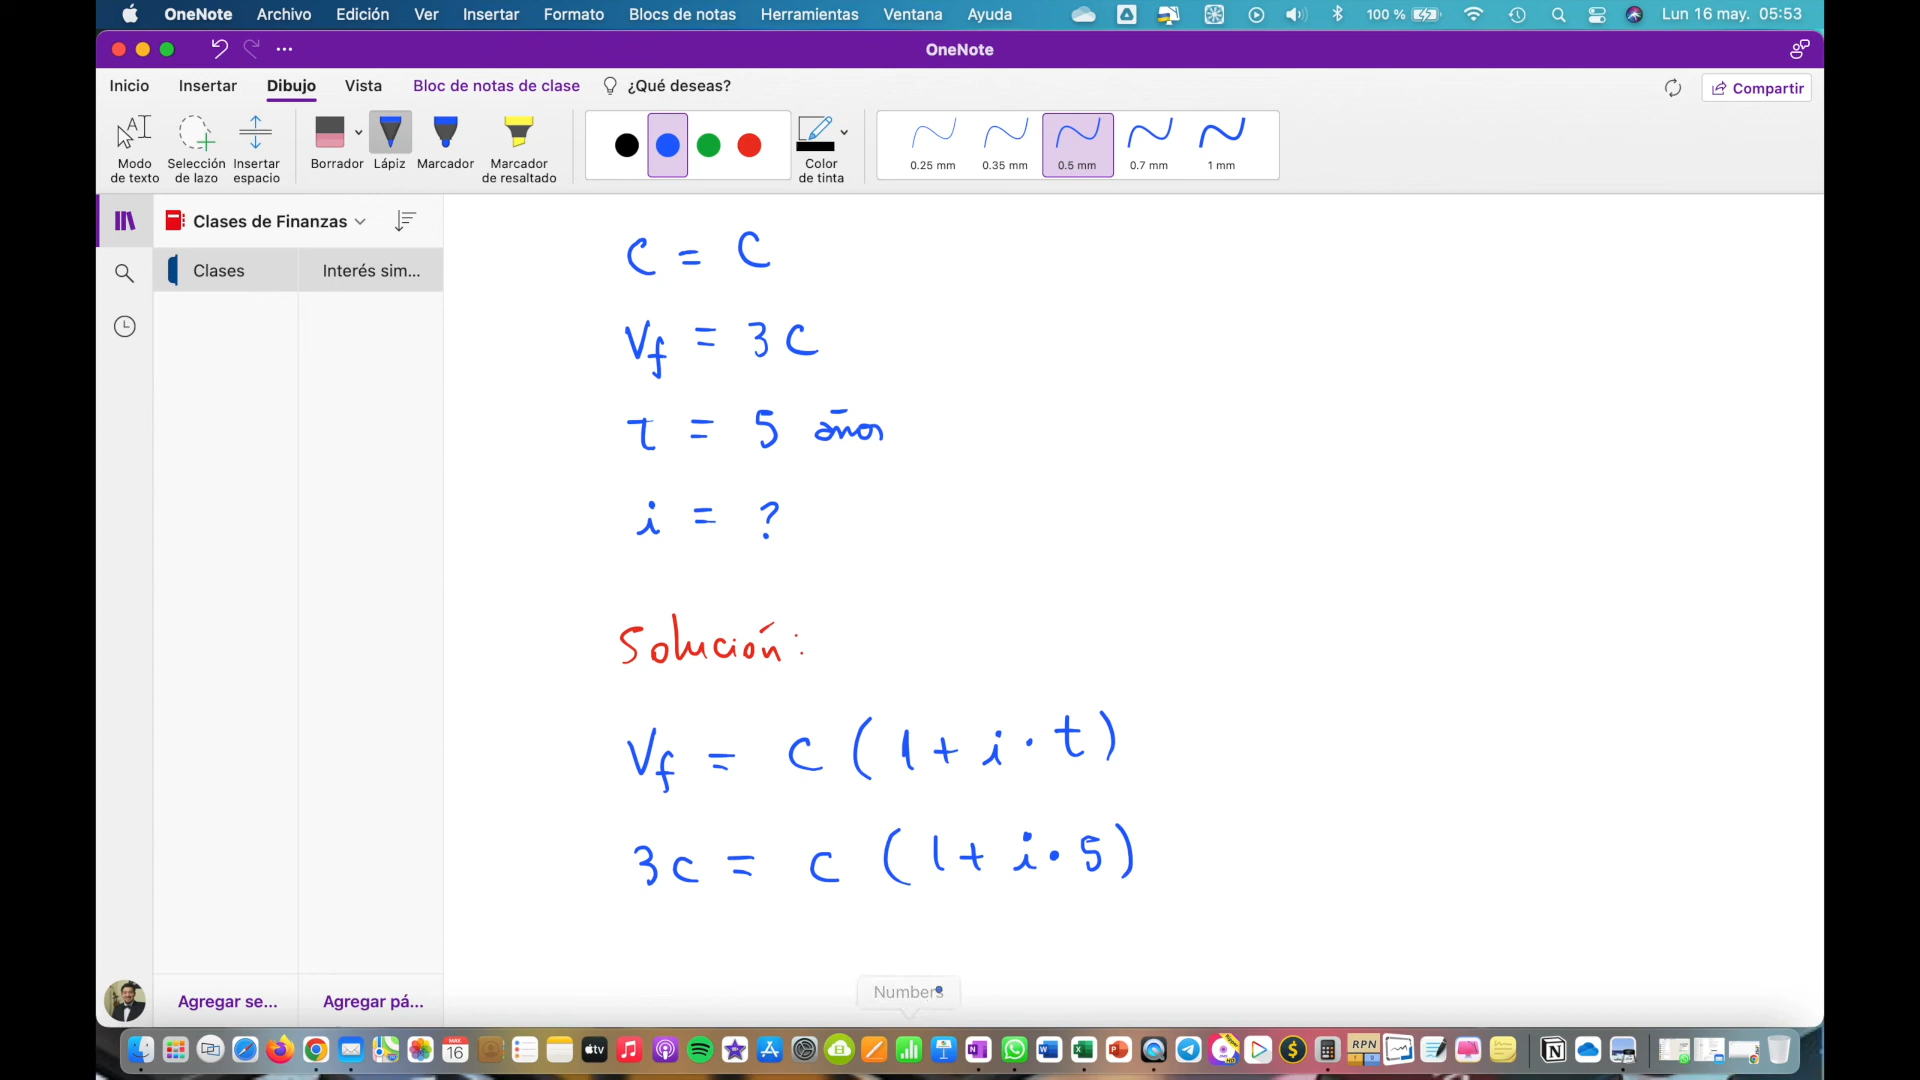 OneNote Archivo Edición Ver Insertar Formato Blocs de notas Herramientas Ventana Ayuda 100 % Lun 16 may. 05:53
OneNote
Inicio Insertar Dibujo Vista Bloc de notas de clase ¿Qué deseas? Compartir
Modo de texto
Selección de lazo
Insertar espacio
Borrador
Lápiz
Marcador
Marcador de resaltado
Color de tinta
0.25 mm 0.35 mm 0.5 mm 0.7 mm 1 mm
Clases de Finanzas
Clases Interés sim...
C = C
Vf = 3C
t = 5 años
i = ?
Solución:
Vf = C (1 + i · t)
3C = C (1 + i · 5)
Agregar se... Agregar pá...
Numbers
MAY
16
tv
RPN